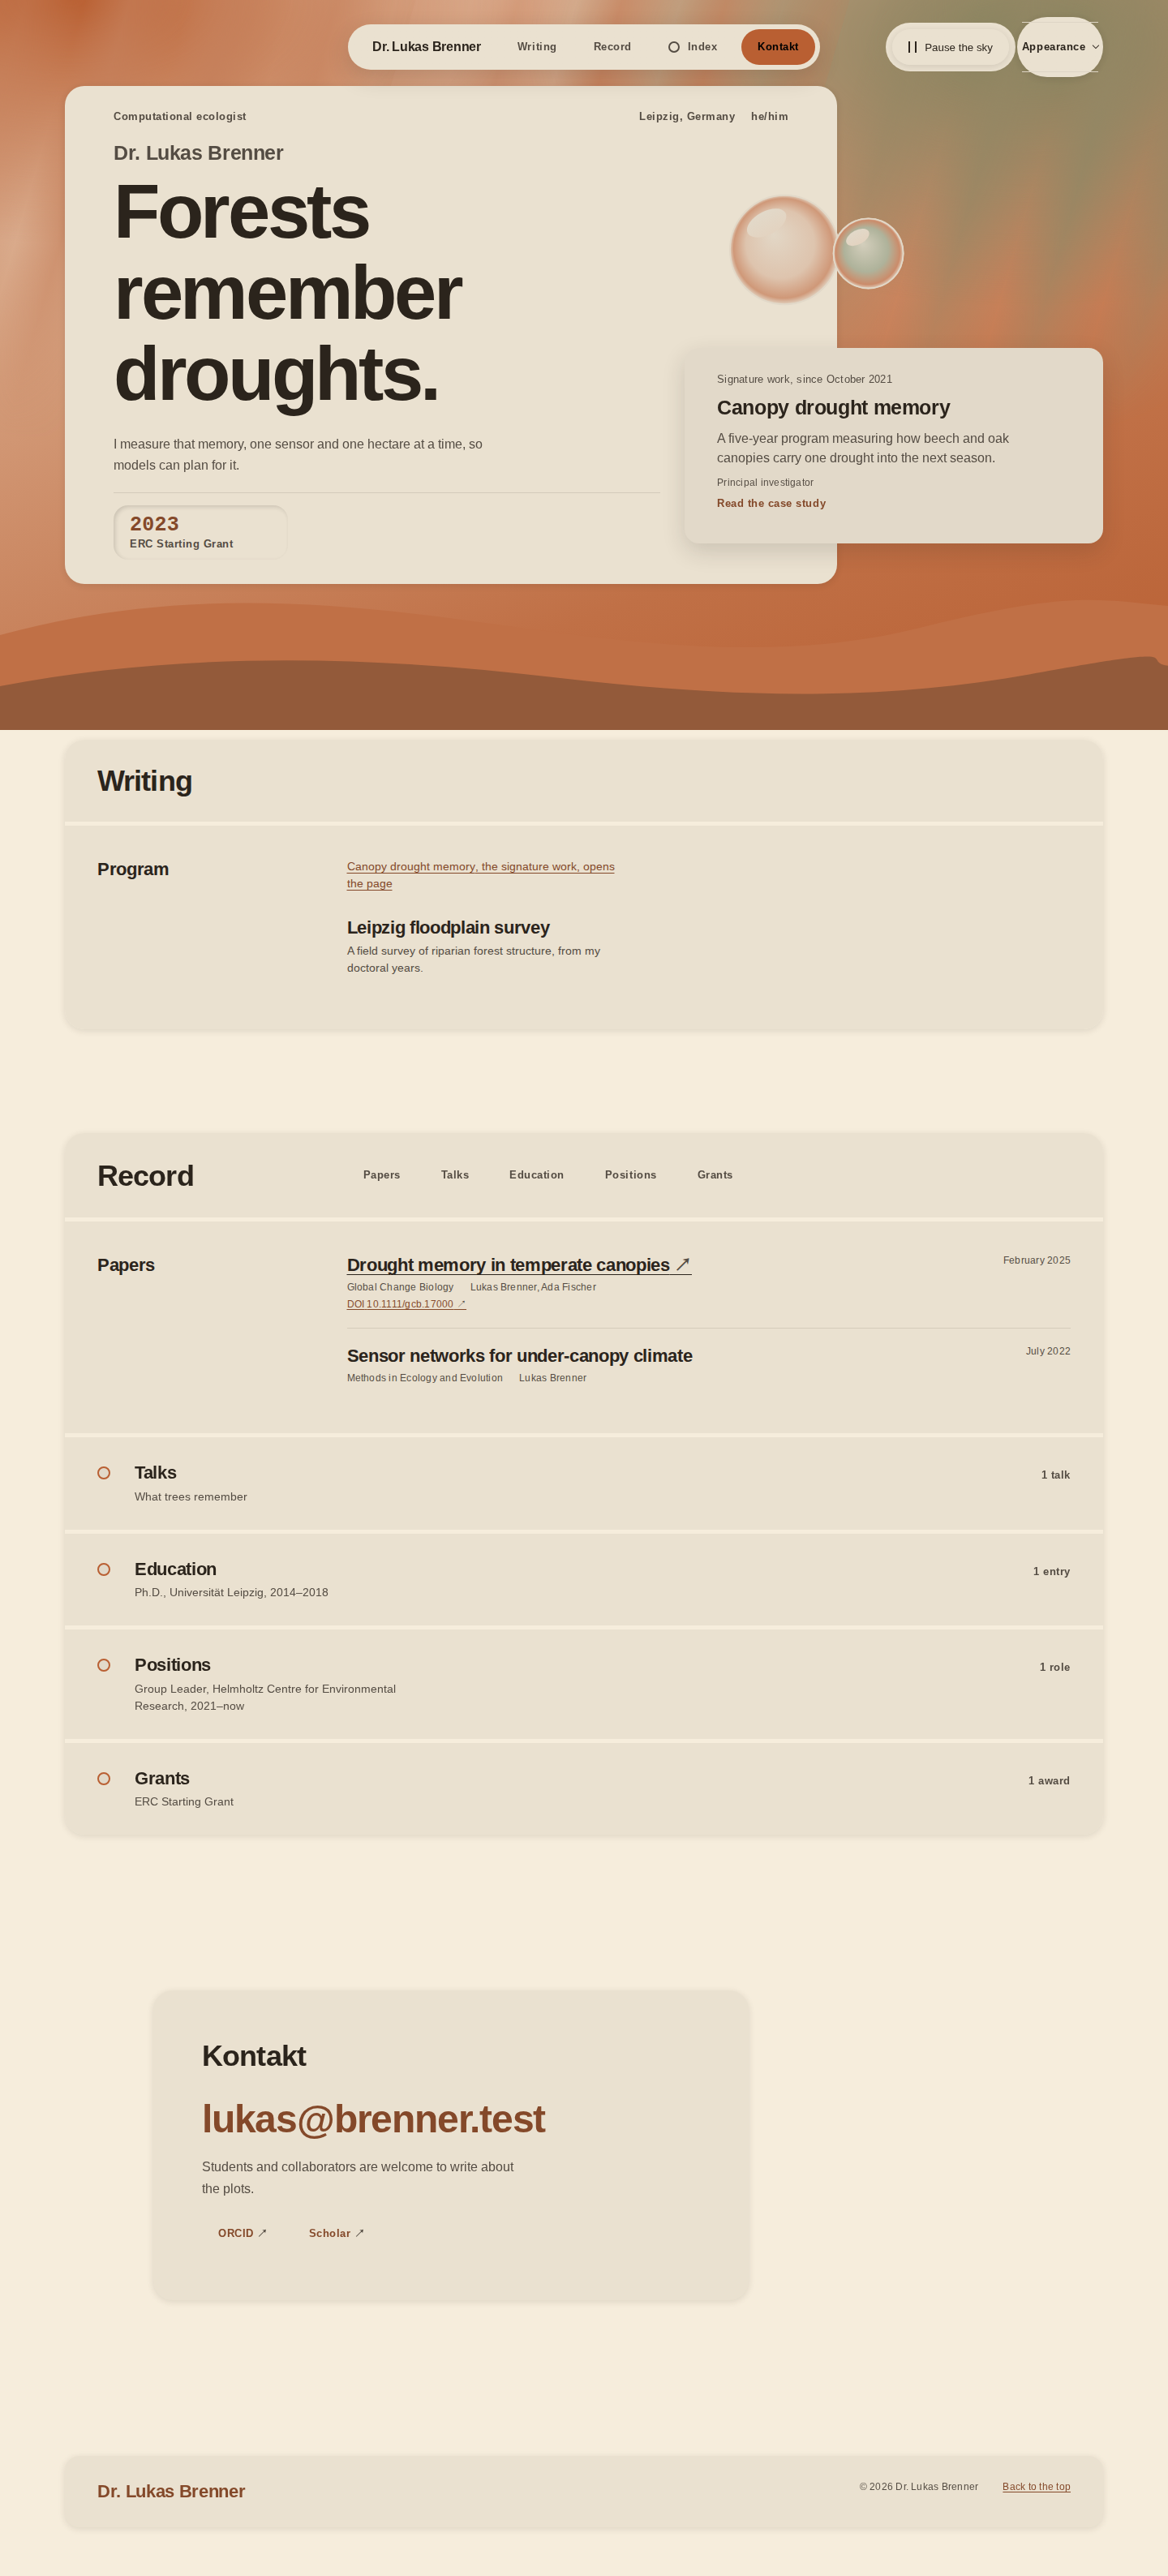 Dr. Lukas Brenner Writing Record Index Kontakt Pause the sky Appearance
Computational ecologist Leipzig, Germany he/him
Dr. Lukas Brenner
Forests
remember
droughts.
I measure that memory, one sensor and one hectare at a time, so
models can plan for it.
2023
ERC Starting Grant
Signature work, since October 2021
Canopy drought memory
A five-year program measuring how beech and oak
canopies carry one drought into the next season.
Principal investigator
Read the case study
Writing
Program
Canopy drought memory, the signature work, opens
the page
Leipzig floodplain survey
A field survey of riparian forest structure, from my
doctoral years.
Record Papers Talks Education Positions Grants
Papers
Drought memory in temperate canopies ↗ February 2025
Global Change Biology Lukas Brenner, Ada Fischer
DOI 10.1111/gcb.17000 ↗
Sensor networks for under-canopy climate July 2022
Methods in Ecology and Evolution Lukas Brenner
Talks 1 talk
What trees remember
Education 1 entry
Ph.D., Universität Leipzig, 2014–2018
Positions 1 role
Group Leader, Helmholtz Centre for Environmental
Research, 2021–now
Grants 1 award
ERC Starting Grant
Kontakt
lukas@brenner.test
Students and collaborators are welcome to write about
the plots.
ORCID ↗ Scholar ↗
Dr. Lukas Brenner © 2026 Dr. Lukas Brenner Back to the top